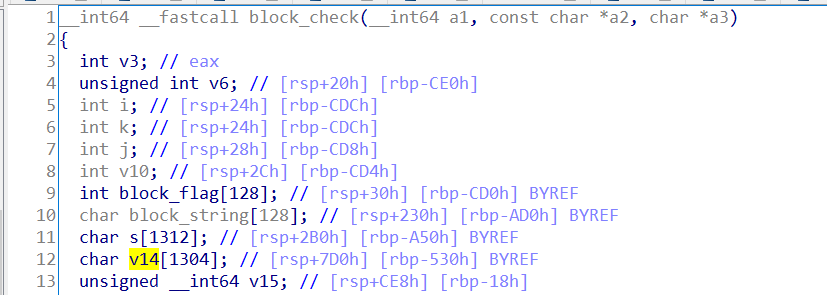 1 __int64 __fastcall block_check(__int64 a1, const char *a2, char *a3)
2 {
3 int v3; // eax
4 unsigned int v6; // [rsp+20h] [rbp-CE0h]
5 int i; // [rsp+24h] [rbp-CDCh]
6 int k; // [rsp+24h] [rbp-CDCh]
7 int j; // [rsp+28h] [rbp-CD8h]
8 int v10; // [rsp+2Ch] [rbp-CD4h]
9 int block_flag[128]; // [rsp+30h] [rbp-CD0h] BYREF
10 char block_string[128]; // [rsp+230h] [rbp-AD0h] BYREF
11 char s[1312]; // [rsp+2B0h] [rbp-A50h] BYREF
12 char v14[1304]; // [rsp+7D0h] [rbp-530h] BYREF
13 unsigned __int64 v15; // [rsp+CE8h] [rbp-18h]